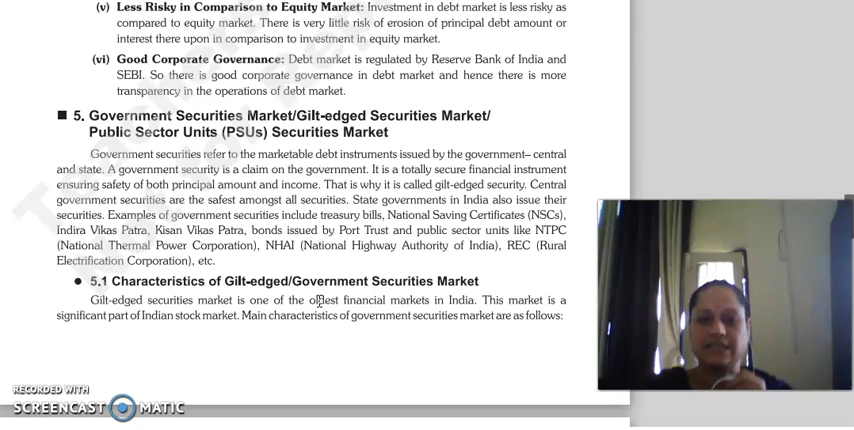 (v) Less Risky in Comparison to Equity Market: Investment in debt market is less risky as
compared to equity market. There is very little risk of erosion of principal debt amount or
interest there upon in comparison to investment in equity market.
(vi) Good Corporate Governance: Debt market is regulated by Reserve Bank of India and
SEBI. So there is good corporate governance in debt market and hence there is more
transparency in the operations of debt market.
5. Government Securities Market/Gilt-edged Securities Market/
Public Sector Units (PSUs) Securities Market
Government securities refer to the marketable debt instruments issued by the government– central
and state. A government security is a claim on the government. It is a totally secure financial instrument
ensuring safety of both principal amount and income. That is why it is called gilt-edged security. Central
government securities are the safest amongst all securities. State governments in India also issue their
securities. Examples of government securities include treasury bills, National Saving Certificates (NSCs),
Indira Vikas Patra, Kisan Vikas Patra, bonds issued by Port Trust and public sector units like NTPC
(National Thermal Power Corporation), NHAI (National Highway Authority of India), REC (Rural
Electrification Corporation), etc.
5.1 Characteristics of Gilt-edged/Government Securities Market
Gilt-edged securities market is one of the oldest financial markets in India. This market is a
significant part of Indian stock market. Main characteristics of government securities market are as follows:
RECORDED WITH
SCREENCAST MATIC